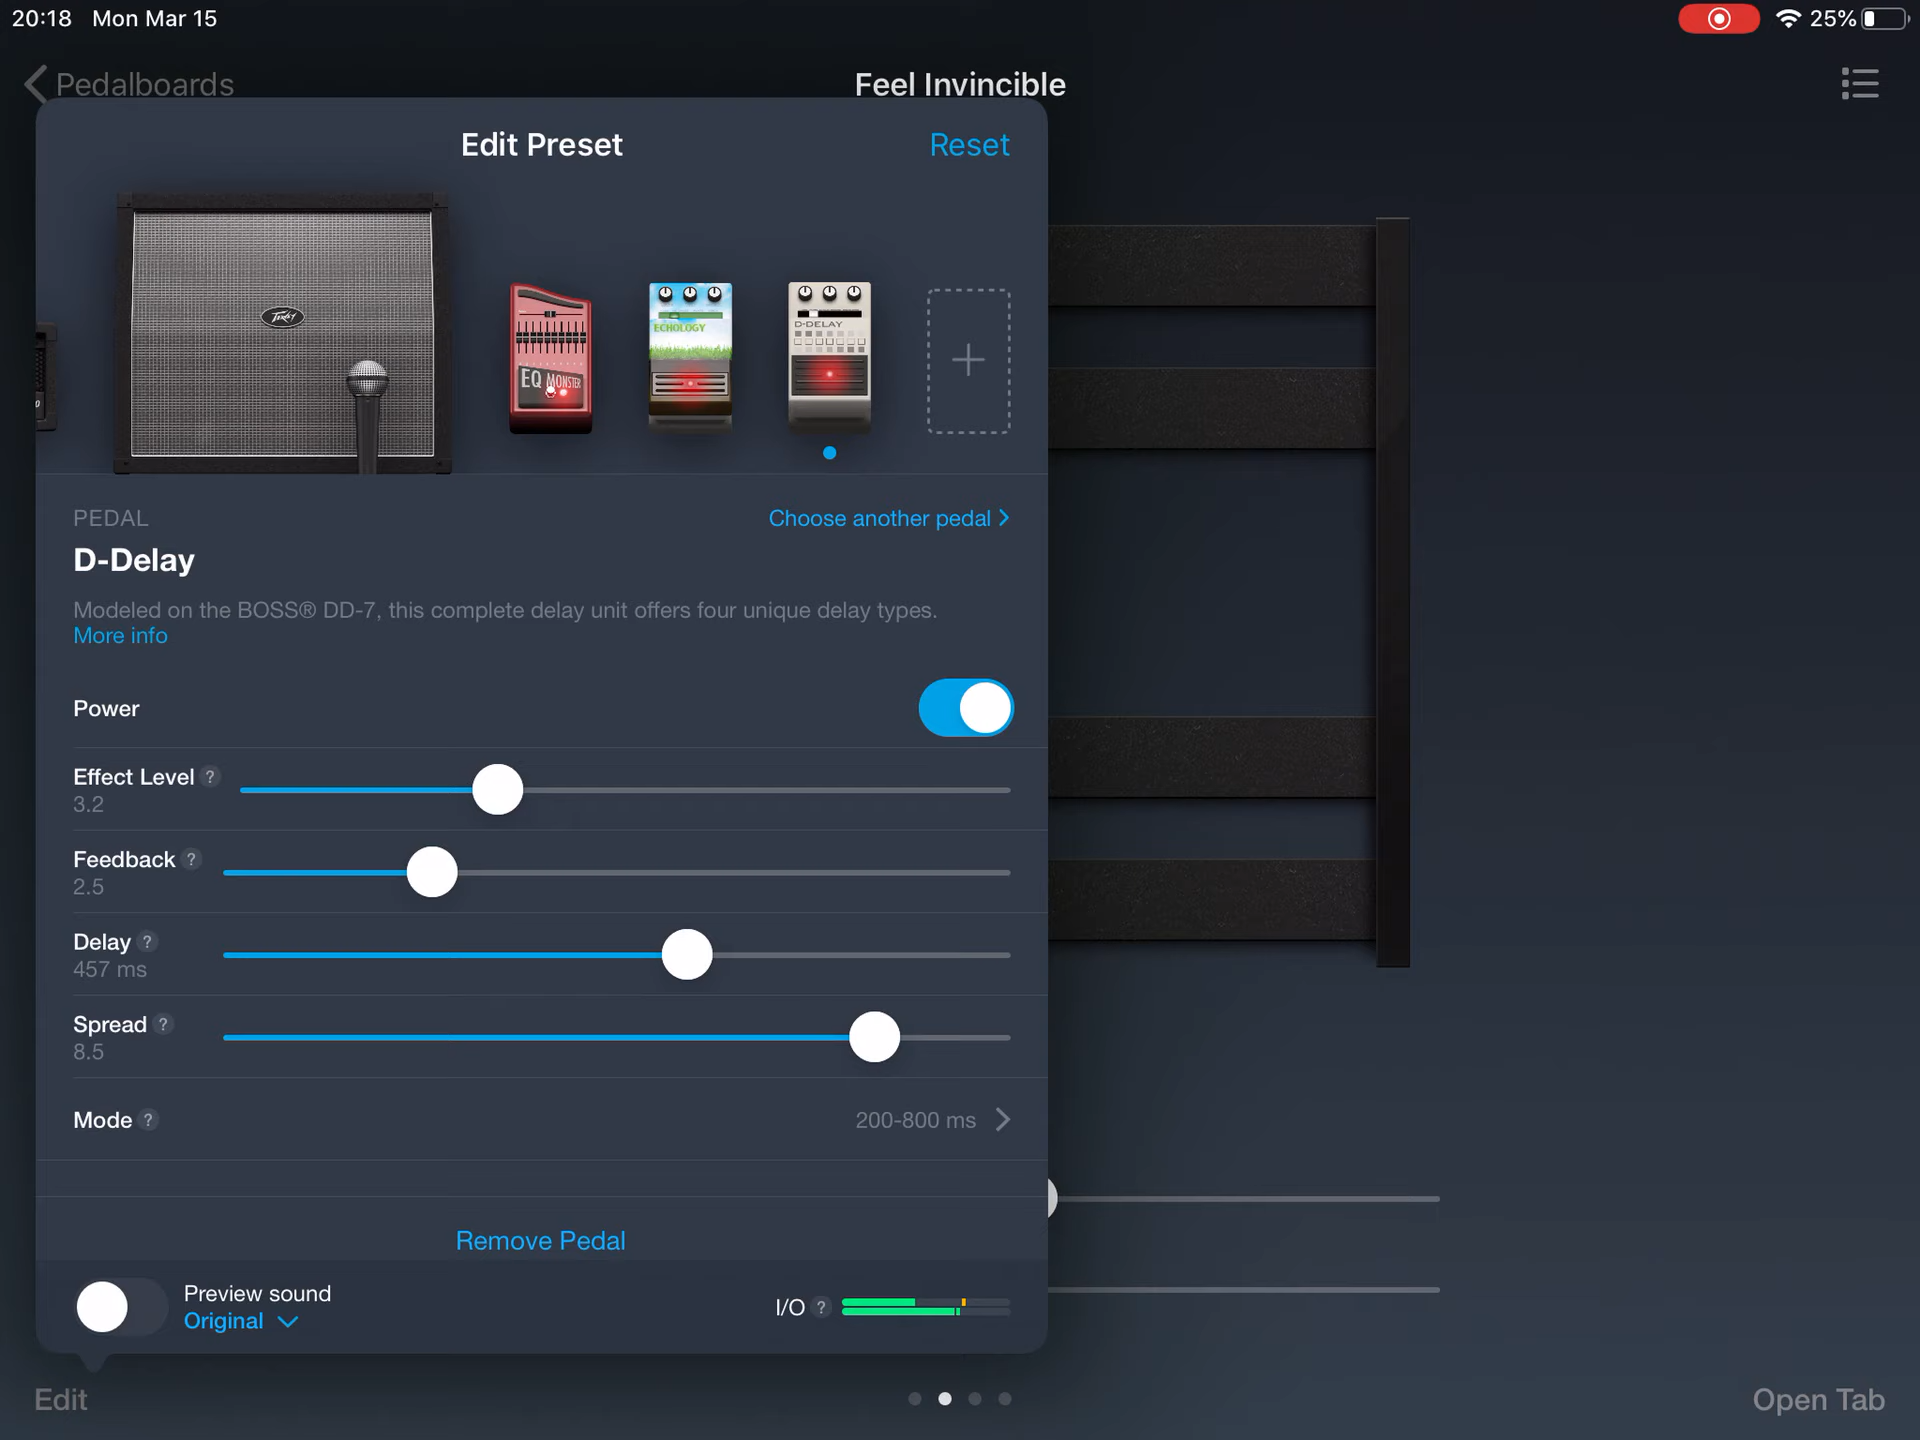 20:18 Mon Mar 15
25%
Pedalboards
Feel Invincible
Edit Preset
Reset
PEAVEY
EQ MONSTER
ECHOLOGY
D-DELAY
0
PEDAL
Choose another pedal
D-Delay
Modeled on the BOSS® DD-7, this complete delay unit offers four unique delay types.
More info
Power
Effect Level ?
3.2
Feedback ?
2.5
Delay ?
457 ms
Spread ?
8.5
Mode ?
200-800 ms
Remove Pedal
Preview sound
Original
I/O ?
Edit
Open Tab